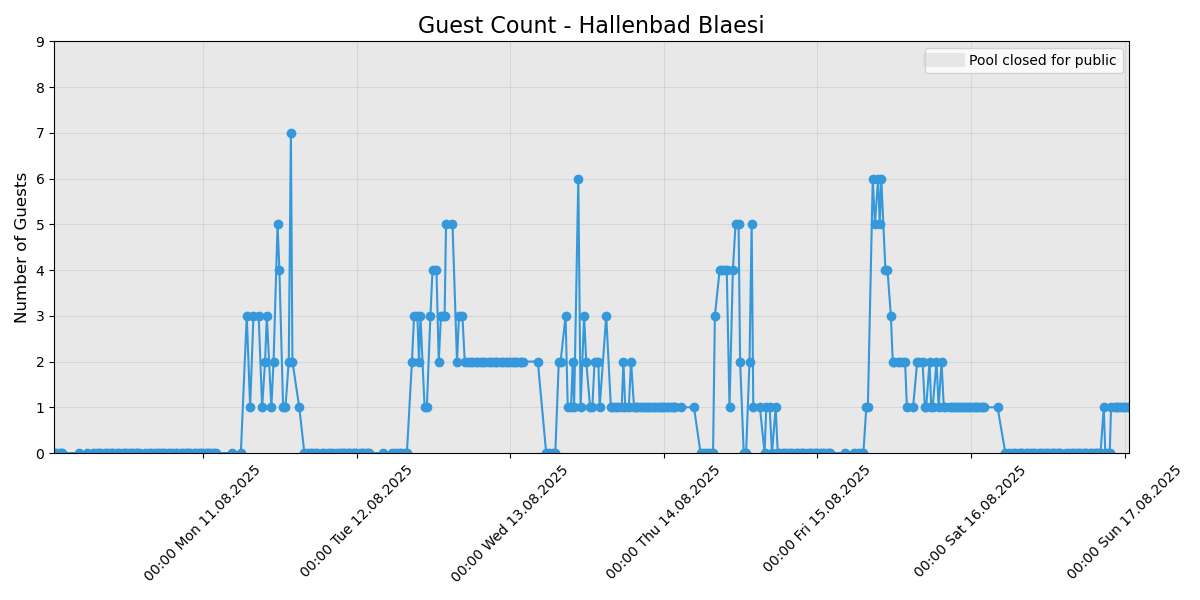 Guest Count - Hallenbad Blaesi
Pool closed for public
Number of Guests
9
8
7
6
5
4
3
2
1
0
00:00 Mon 11.08.2025
00:00 Tue 12.08.2025
00:00 Wed 13.08.2025
00:00 Thu 14.08.2025
00:00 Fri 15.08.2025
00:00 Sat 16.08.2025
00:00 Sun 17.08.2025